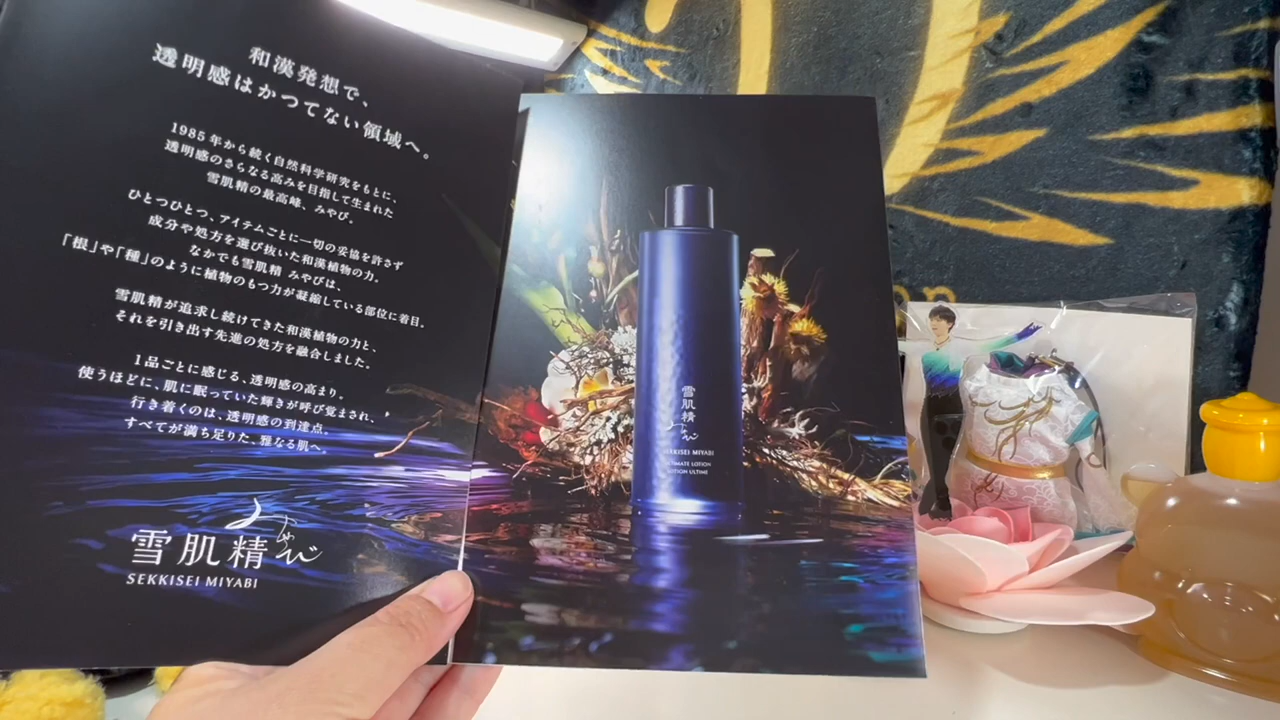 和漢発想で、
透明感はかつてない領域へ。
1985年から続く自然科学研究をもとに、
透明感のさらなる高みを目指して生まれた
雪肌精の最高峰、みやび。
ひとつひとつ、アイテムごとに一切の妥協を許さず
成分や処方を選び抜いた和漢植物の力。
なかでも雪肌精 みやびは、
「根」や「種」のように植物のもつ力が凝縮している部位に着目。
雪肌精が追求し続けてきた和漢植物の力と、
それを引き出す先進の処方を融合しました。
1品ごとに感じる、透明感の高まり。
使うほどに、肌に眠っていた輝きが呼び覚まされ、
行き着くのは、透明感の到達点。
すべてが満ち足りた、雅なる肌へ。
雪肌精 みやび
SEKKISEI MIYABI
雪肌精
みやび
SEKKISEI MIYABI
ULTIMATE LOTION
LOTION ULTIME